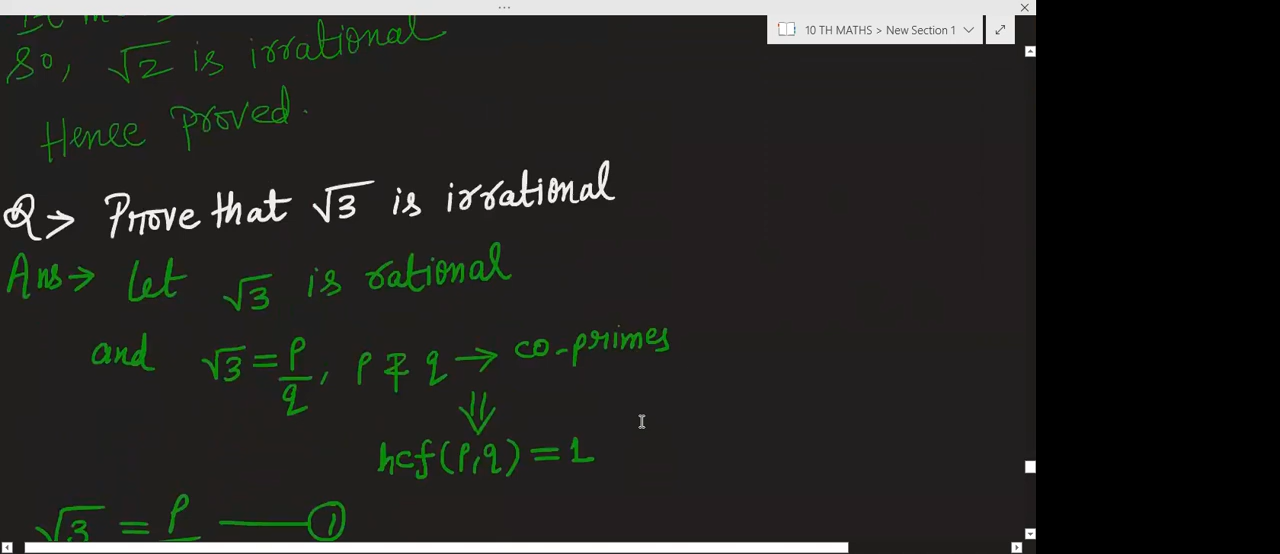 10 TH MATHS > New Section 1
So, √2 is irrational
Hence proved.
Q> Prove that √3 is irrational
Ans→ Let √3 is rational
and √3 = p/q, p & q → co-primes
⇓
hcf(p,q) = 1
√3 = p ——— ①